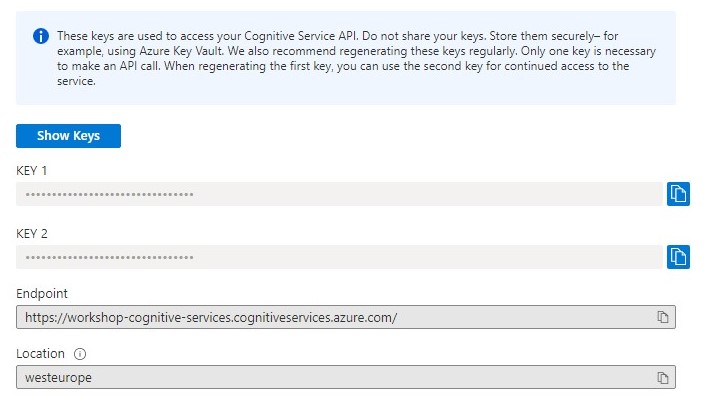 These keys are used to access your Cognitive Service API. Do not share your keys. Store them securely– for
example, using Azure Key Vault. We also recommend regenerating these keys regularly. Only one key is necessary
to make an API call. When regenerating the first key, you can use the second key for continued access to the
service.
Show Keys
KEY 1
••••••••••••••••••••••••••••••••
KEY 2
••••••••••••••••••••••••••••••••
Endpoint
https://workshop-cognitive-services.cognitiveservices.azure.com/
Location
westeurope